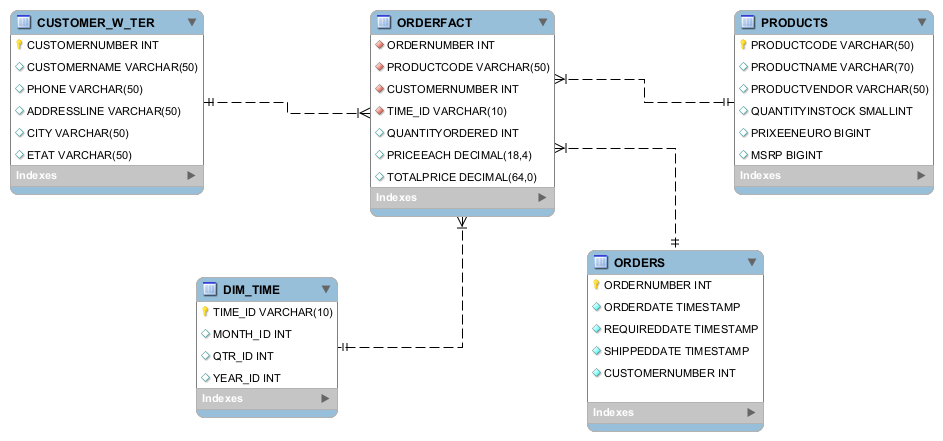 CUSTOMER_W_TER
CUSTOMERNUMBER INT
CUSTOMERNAME VARCHAR(50)
PHONE VARCHAR(50)
ADDRESSLINE VARCHAR(50)
CITY VARCHAR(50)
ETAT VARCHAR(50)
Indexes
ORDERFACT
ORDERNUMBER INT
PRODUCTCODE VARCHAR(50)
CUSTOMERNUMBER INT
TIME_ID VARCHAR(10)
QUANTITYORDERED INT
PRICEEACH DECIMAL(18,4)
TOTALPRICE DECIMAL(64,0)
Indexes
PRODUCTS
PRODUCTCODE VARCHAR(50)
PRODUCTNAME VARCHAR(70)
PRODUCTVENDOR VARCHAR(50)
QUANTITYINSTOCK SMALLINT
PRIXEENEURO BIGINT
MSRP BIGINT
Indexes
DIM_TIME
TIME_ID VARCHAR(10)
MONTH_ID INT
QTR_ID INT
YEAR_ID INT
Indexes
ORDERS
ORDERNUMBER INT
ORDERDATE TIMESTAMP
REQUIREDDATE TIMESTAMP
SHIPPEDDATE TIMESTAMP
CUSTOMERNUMBER INT
Indexes